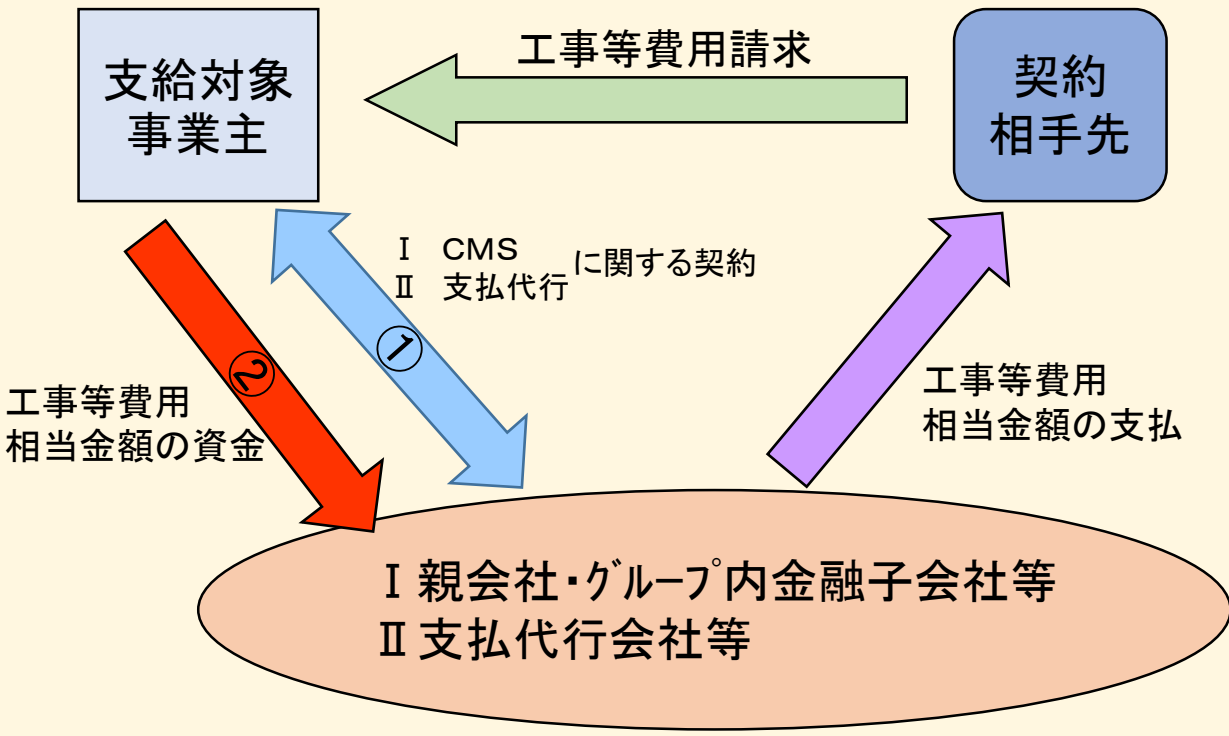 工事等費用請求
支給対象
事業主
契約
相手先
Ⅰ　CMS
Ⅱ　支払代行
に関する契約
①
②
工事等費用
相当金額の資金
工事等費用
相当金額の支払
Ⅰ親会社・ｸﾞﾙｰﾌﾟ内金融子会社等
Ⅱ支払代行会社等